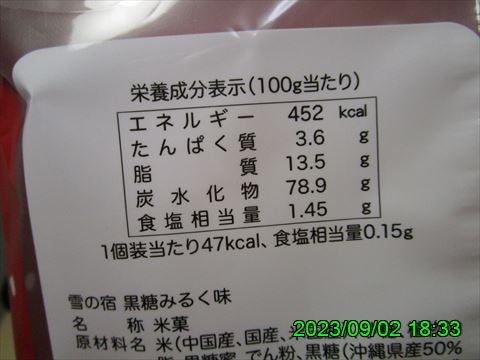 栄養成分表示(100g当たり)
エネルギー 452 kcal
たんぱく質 3.6 g
脂質 13.5 g
炭水化物 78.9 g
食塩相当量 1.45 g
1個装当たり47kcal、食塩相当量0.15g
雪の宿 黒糖みるく味
名称 米菓
原材料名 米(中国産、国産、
黒糖蜜、でん粉、黒糖(沖縄県産50%
2023/09/02 18:33